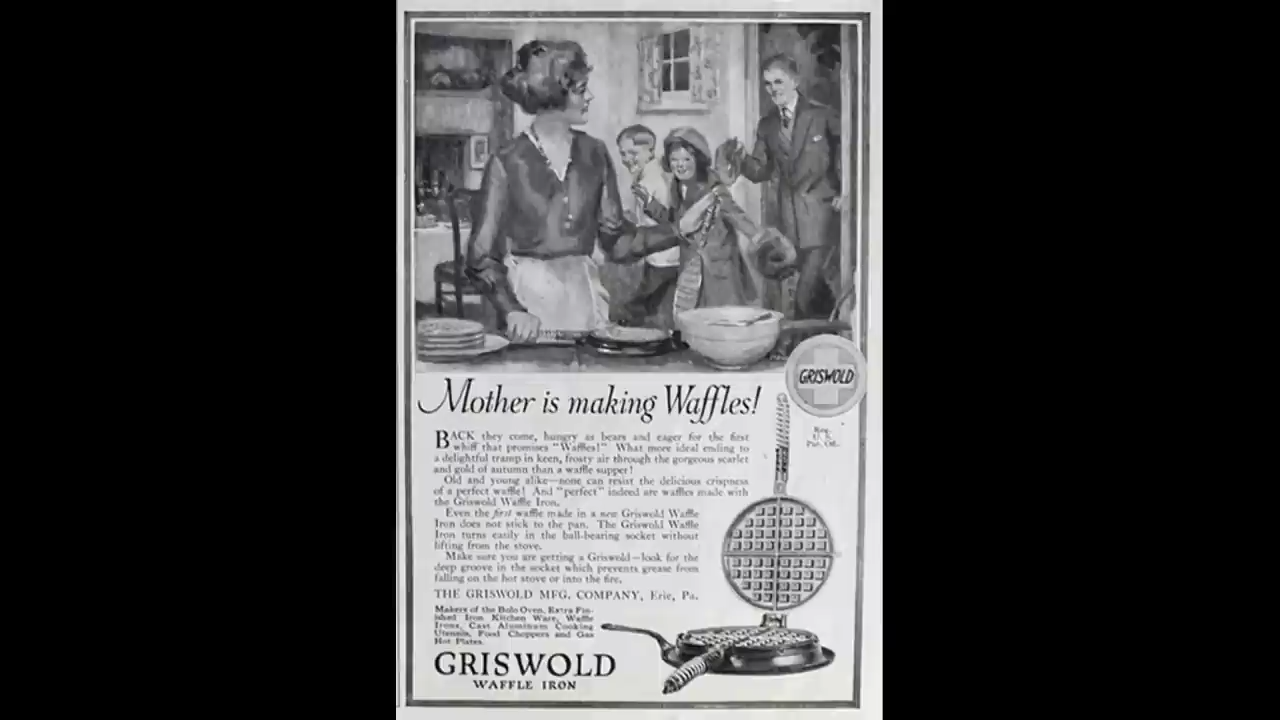 Mother is making Waffles!
GRISWOLD
Reg.
U. S.
Pat. Off.
BACK they come, hungry as bears and eager for the first
whiff that promises "Waffles!" What more ideal ending to
a delightful tramp in keen, frosty air through the gorgeous scarlet
and gold of autumn than a waffle supper!
Old and young alike—none can resist the delicious crispness
of a perfect waffle! And "perfect" indeed are waffles made with
the Griswold Waffle Iron.
Even the first waffle made in a new Griswold Waffle
Iron does not stick to the pan. The Griswold Waffle
Iron turns easily in the ball-bearing socket without
lifting from the stove.
Make sure you are getting a Griswold—look for the
deep groove in the socket which prevents grease from
falling on the hot stove or into the fire.
THE GRISWOLD MFG. COMPANY, Erie, Pa.
Makers of the Bolo Oven, Extra Fin-
ished Iron Kitchen Ware, Waffle
Irons, Cast Aluminum Cooking
Utensils, Food Choppers and Gas
Hot Plates.
GRISWOLD
WAFFLE IRON